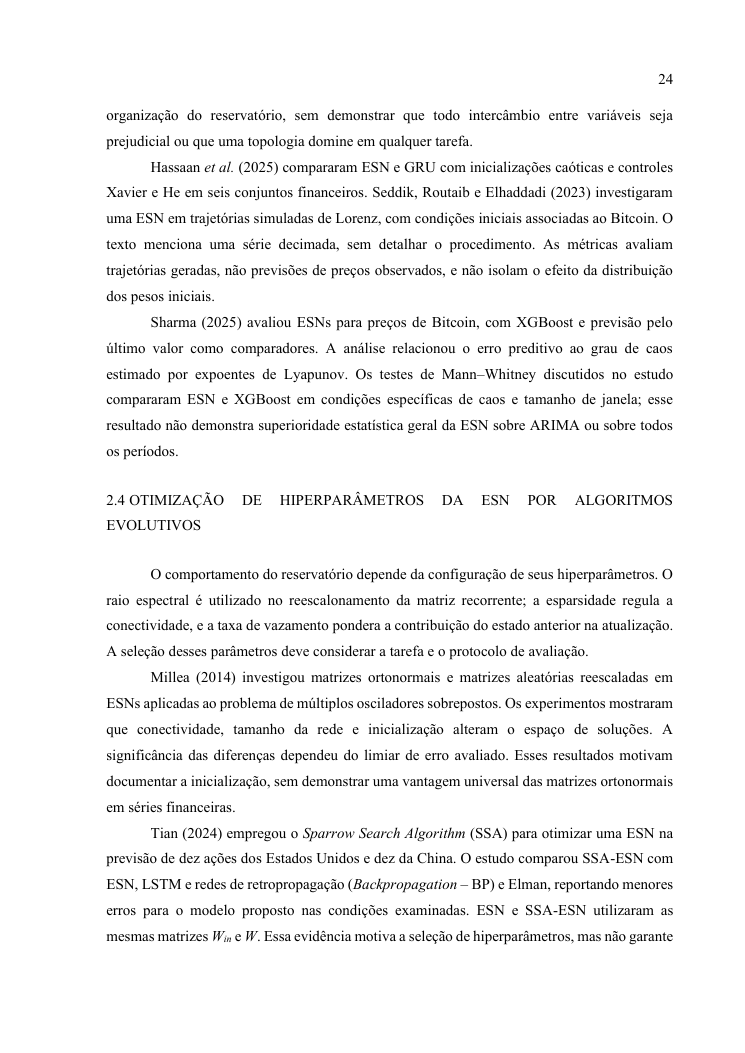 24
organização do reservatório, sem demonstrar que todo intercâmbio entre variáveis seja
prejudicial ou que uma topologia domine em qualquer tarefa.
Hassaan et al. (2025) compararam ESN e GRU com inicializações caóticas e controles
Xavier e He em seis conjuntos financeiros. Seddik, Routaib e Elhaddadi (2023) investigaram
uma ESN em trajetórias simuladas de Lorenz, com condições iniciais associadas ao Bitcoin. O
texto menciona uma série decimada, sem detalhar o procedimento. As métricas avaliam
trajetórias geradas, não previsões de preços observados, e não isolam o efeito da distribuição
dos pesos iniciais.
Sharma (2025) avaliou ESNs para preços de Bitcoin, com XGBoost e previsão pelo
último valor como comparadores. A análise relacionou o erro preditivo ao grau de caos
estimado por expoentes de Lyapunov. Os testes de Mann–Whitney discutidos no estudo
compararam ESN e XGBoost em condições específicas de caos e tamanho de janela; esse
resultado não demonstra superioridade estatística geral da ESN sobre ARIMA ou sobre todos
os períodos.
2.4 OTIMIZAÇÃO DE HIPERPARÂMETROS DA ESN POR ALGORITMOS
EVOLUTIVOS
O comportamento do reservatório depende da configuração de seus hiperparâmetros. O
raio espectral é utilizado no reescalonamento da matriz recorrente; a esparsidade regula a
conectividade, e a taxa de vazamento pondera a contribuição do estado anterior na atualização.
A seleção desses parâmetros deve considerar a tarefa e o protocolo de avaliação.
Millea (2014) investigou matrizes ortonormais e matrizes aleatórias reescaladas em
ESNs aplicadas ao problema de múltiplos osciladores sobrepostos. Os experimentos mostraram
que conectividade, tamanho da rede e inicialização alteram o espaço de soluções. A
significância das diferenças dependeu do limiar de erro avaliado. Esses resultados motivam
documentar a inicialização, sem demonstrar uma vantagem universal das matrizes ortonormais
em séries financeiras.
Tian (2024) empregou o Sparrow Search Algorithm (SSA) para otimizar uma ESN na
previsão de dez ações dos Estados Unidos e dez da China. O estudo comparou SSA-ESN com
ESN, LSTM e redes de retropropagação (Backpropagation – BP) e Elman, reportando menores
erros para o modelo proposto nas condições examinadas. ESN e SSA-ESN utilizaram as
mesmas matrizes Win e W. Essa evidência motiva a seleção de hiperparâmetros, mas não garante